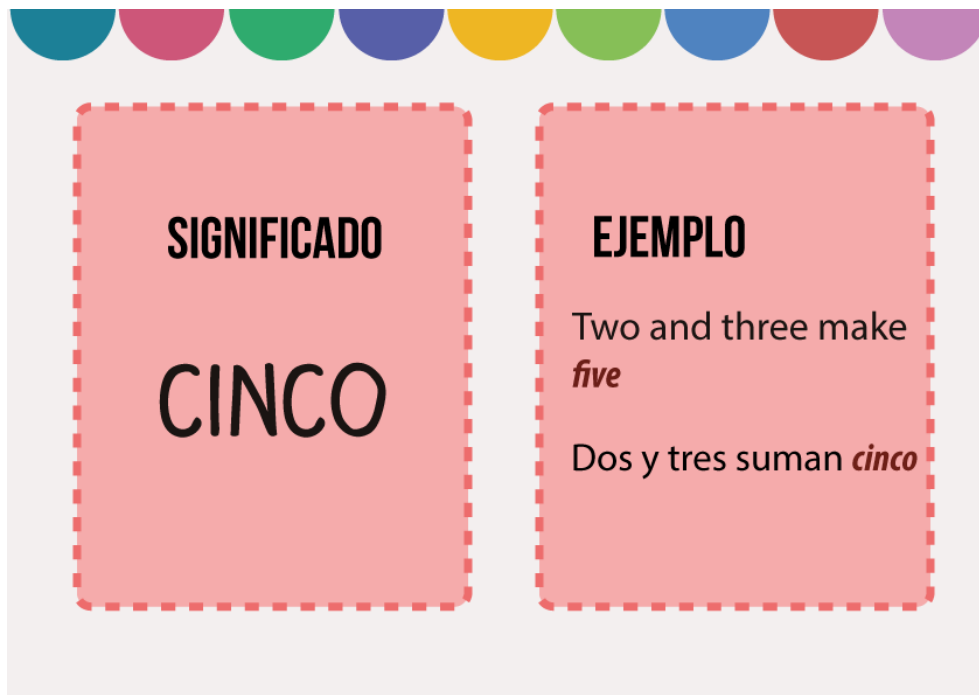 SIGNIFICADO
CINCO
EJEMPLO
Two and three make
five
Dos y tres suman cinco